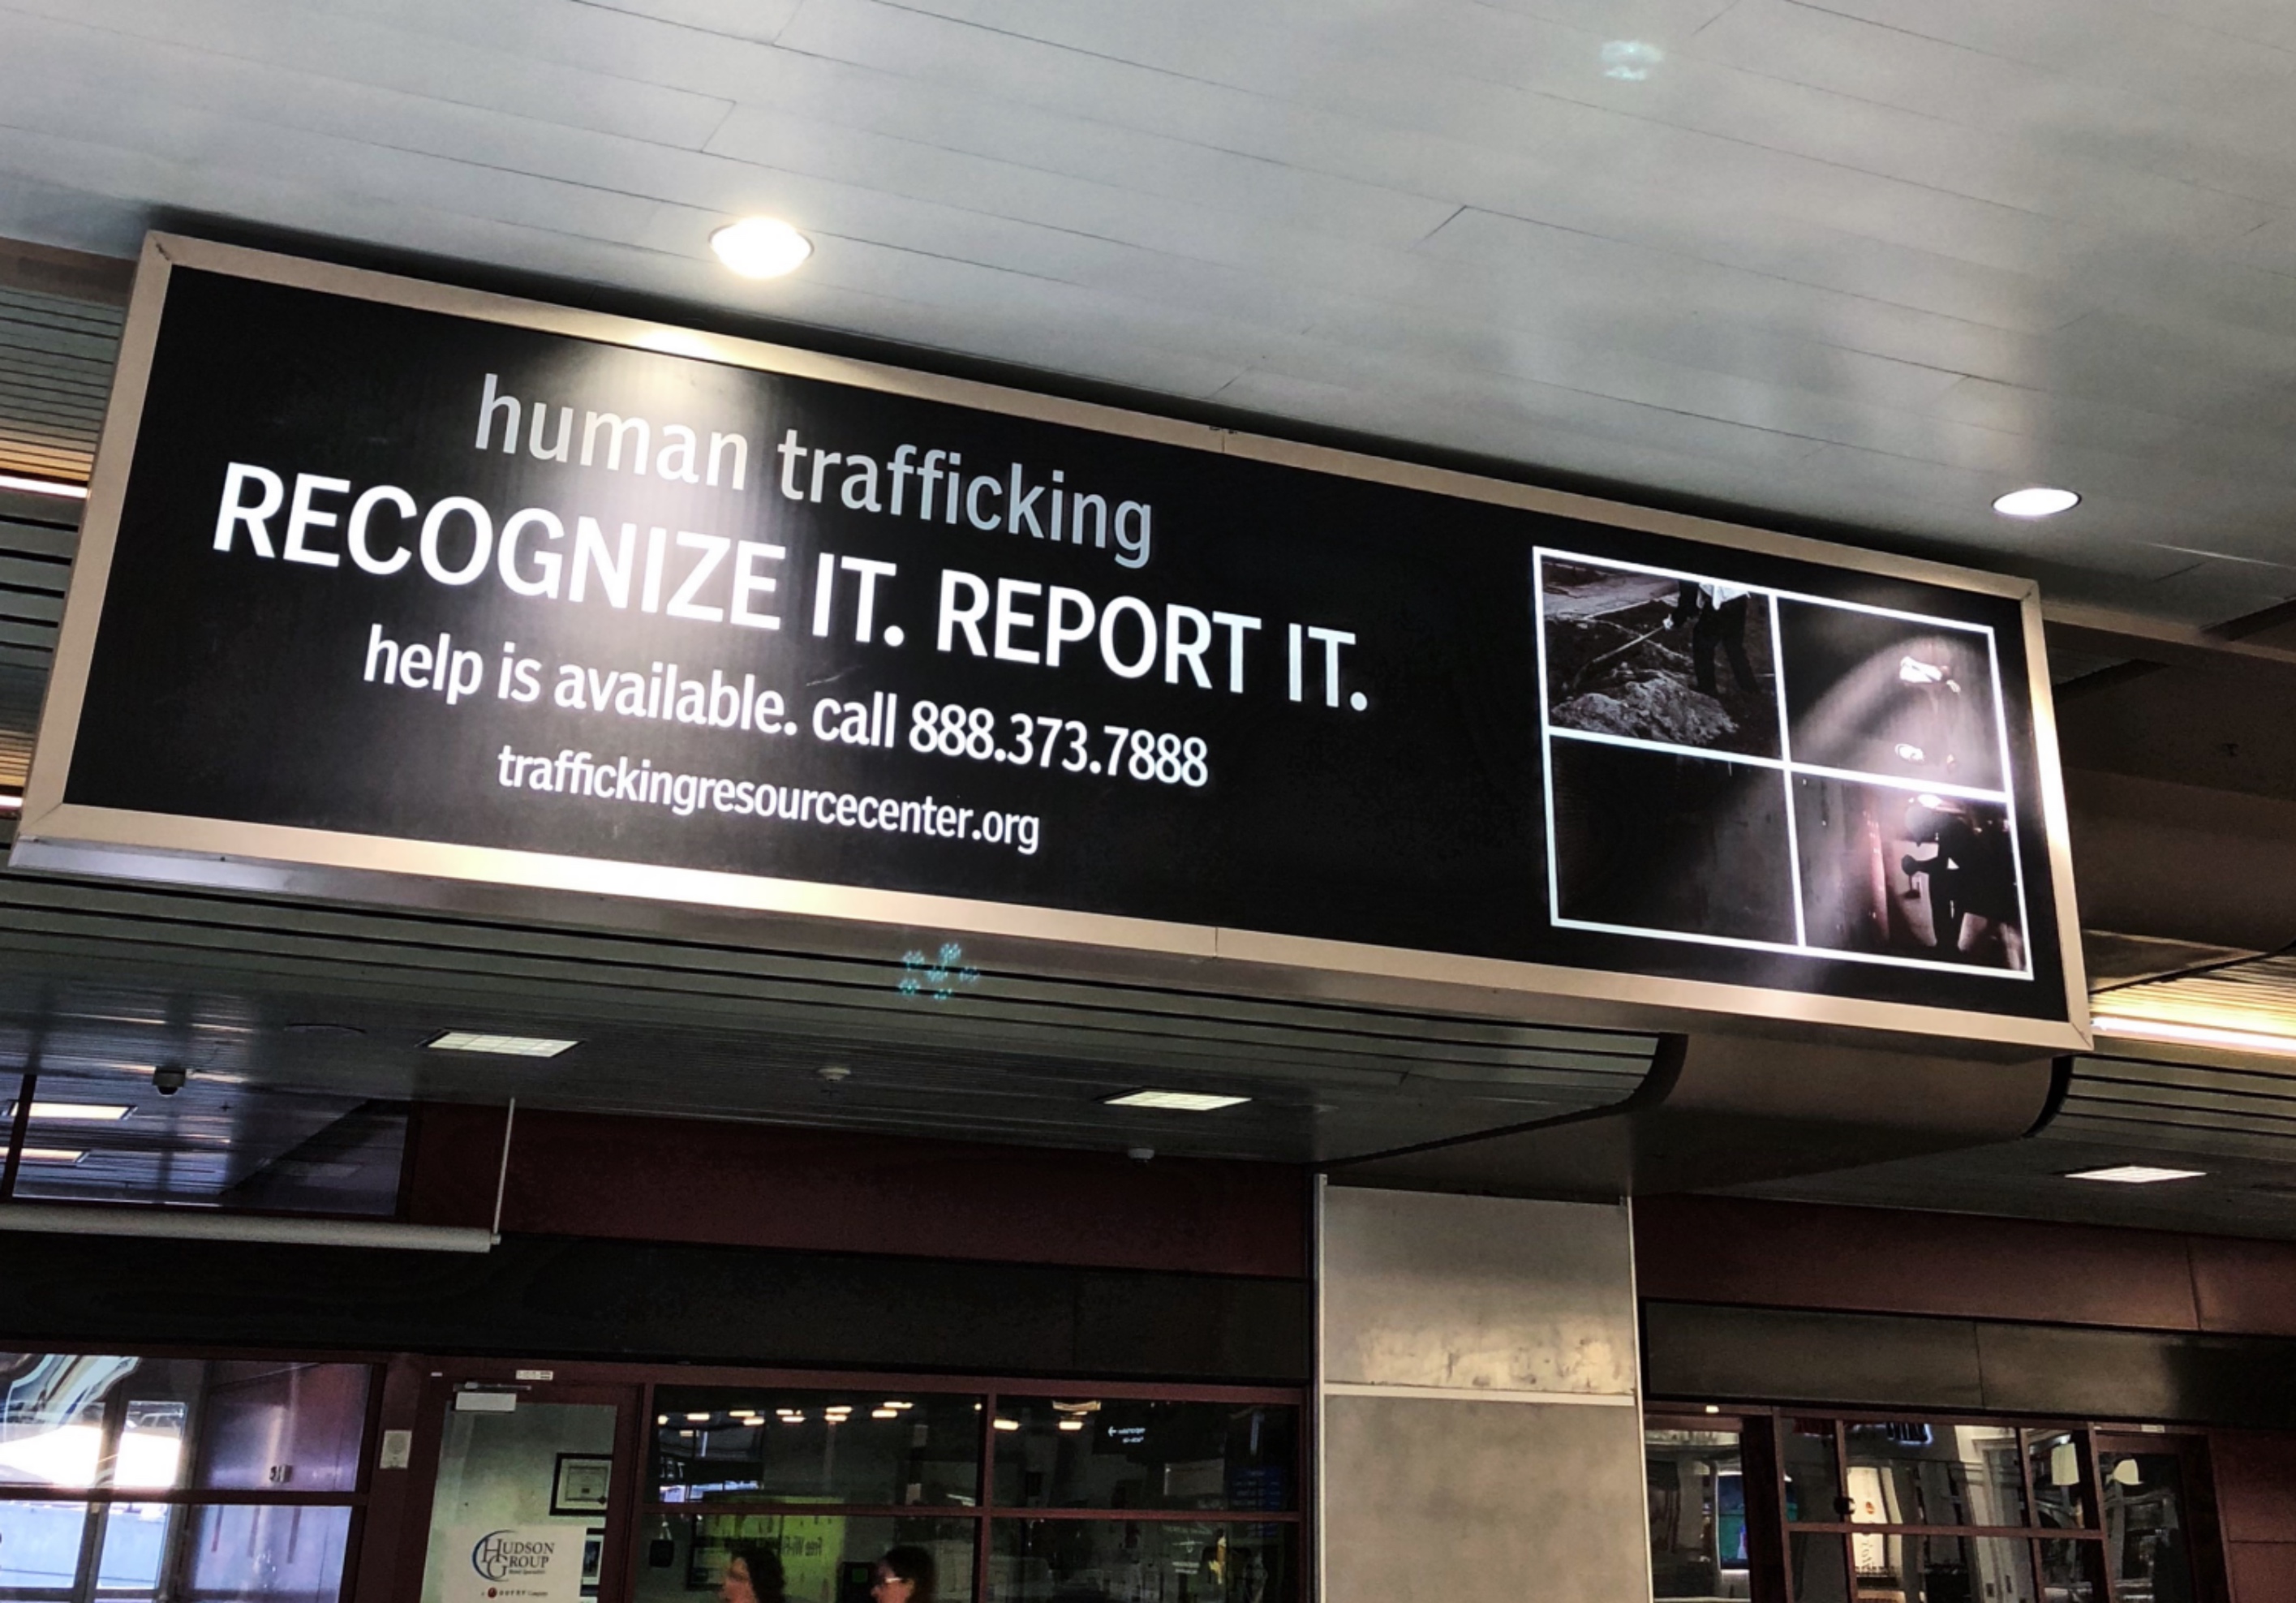 human trafficking
RECOGNIZE IT. REPORT IT.
help is available. call 888.373.7888
traffickingresourcecenter.org
HUDSON
GROUP